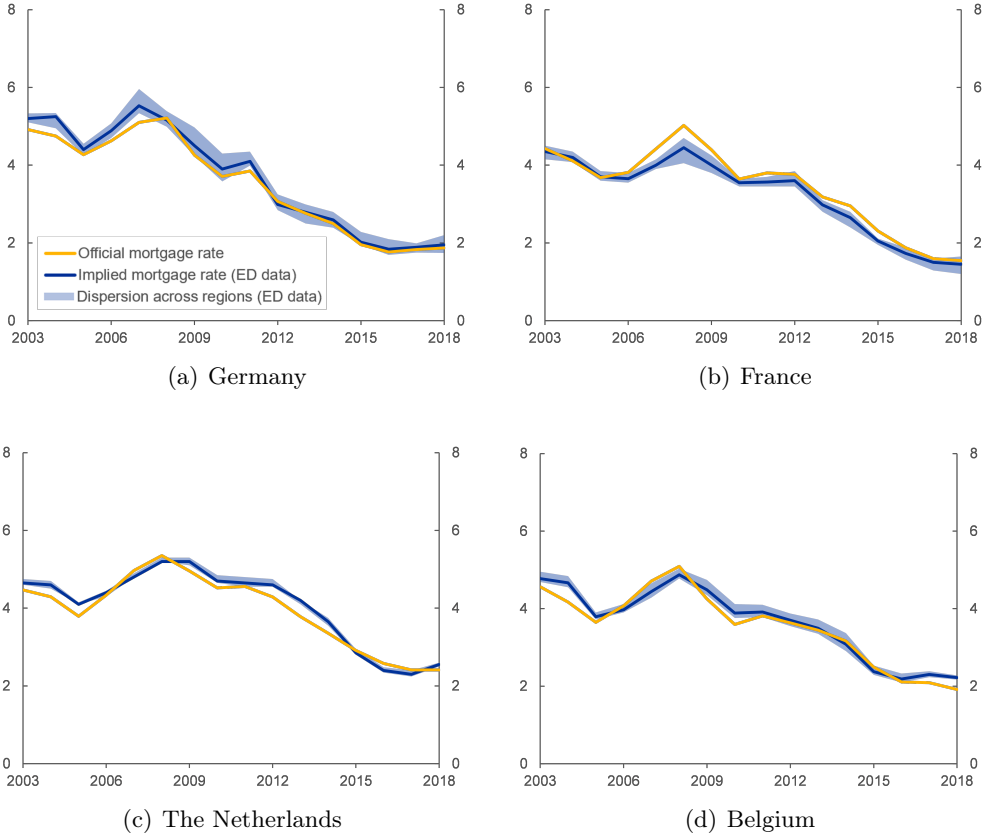 8 8 8 8
6 6 6 6
4 4 4 4
2 2 2 2
Official mortgage rate
Implied mortgage rate (ED data)
Dispersion across regions (ED data)
0 0 0 0
2003 2006 2009 2012 2015 2018 2003 2006 2009 2012 2015 2018
(a) Germany (b) France
8 8 8 8
6 6 6 6
4 4 4 4
2 2 2 2
0 0 0 0
2003 2006 2009 2012 2015 2018 2003 2006 2009 2012 2015 2018
(c) The Netherlands (d) Belgium